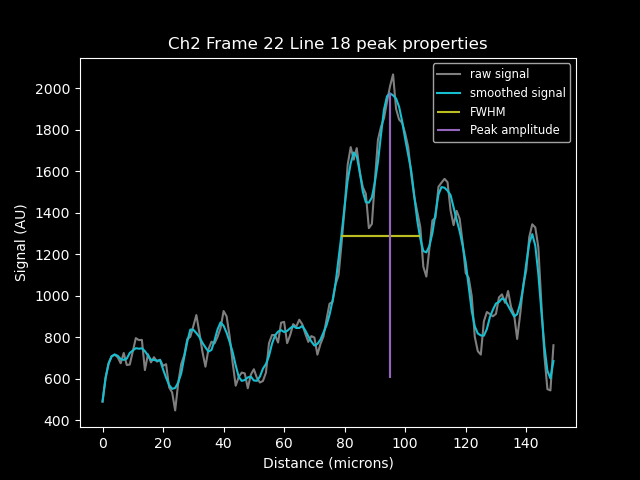 Ch2 Frame 22 Line 18 peak properties
raw signal
smoothed signal
FWHM
Peak amplitude
Signal (AU)
2000
1800
1600
1400
1200
1000
800
600
400
0 20 40 60 80 100 120 140
Distance (microns)